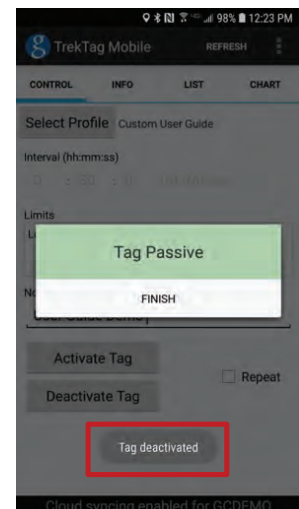 98% 12:23 PM
TrekTag Mobile REFRESH
CONTROL INFO LIST CHART
Select Profile Custom User Guide
Interval (hh:mm:ss)
Limits
Tag Passive
FINISH
User Guide Demo
Activate Tag
Repeat
Deactivate Tag
Tag deactivated
Cloud syncing enabled for GCDEMO